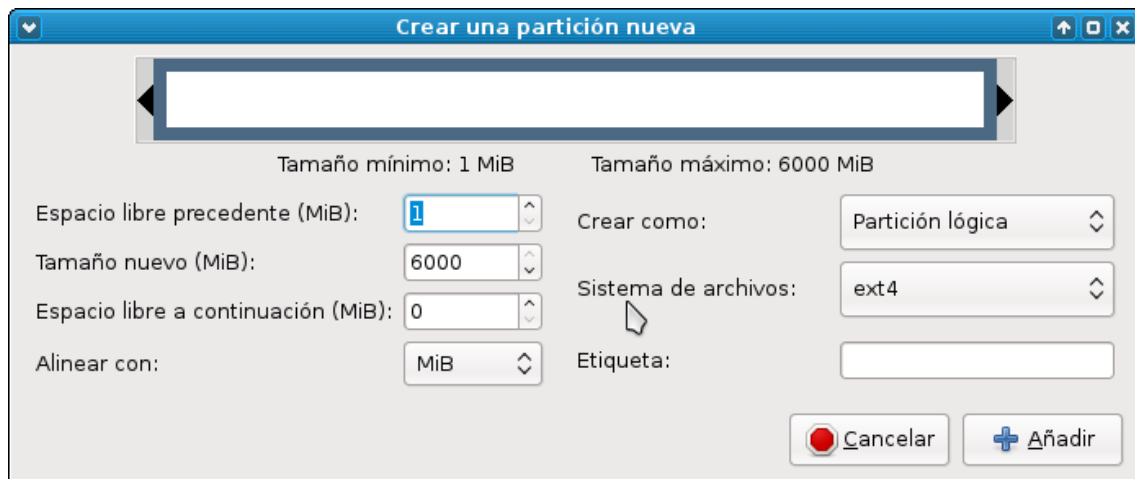 Crear una partición nueva
Tamaño mínimo: 1 MiB Tamaño máximo: 6000 MiB
Espacio libre precedente (MiB): 1
Tamaño nuevo (MiB): 6000
Espacio libre a continuación (MiB): 0
Alinear con: MiB
Crear como: Partición lógica
Sistema de archivos: ext4
Etiqueta:
Cancelar Añadir